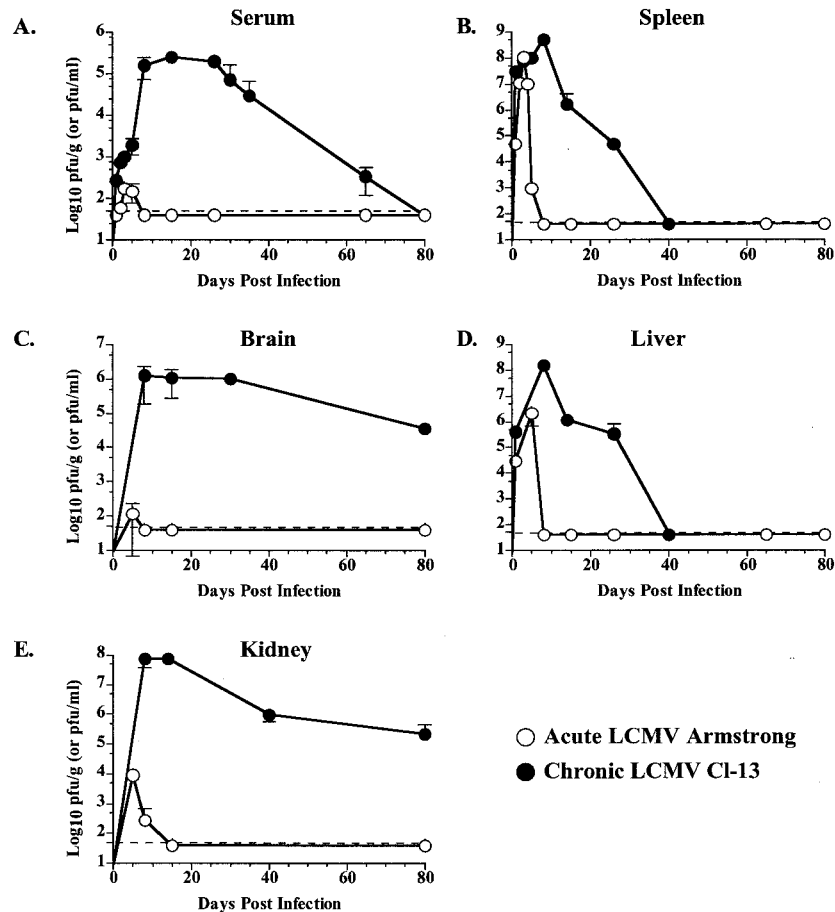 A. Serum
Log10 pfu/g (or pfu/ml)
6
5
4
3
2
1
0 20 40 60 80
Days Post Infection
B. Spleen
9
8
7
6
5
4
3
2
1
0 20 40 60 80
Days Post Infection
C. Brain
Log10 pfu/g (or pfu/ml)
7
6
5
4
3
2
1
0 20 40 60 80
Days Post Infection
D. Liver
9
8
7
6
5
4
3
2
1
0 20 40 60 80
Days Post Infection
E. Kidney
Log10 pfu/g (or pfu/ml)
8
7
6
5
4
3
2
1
0 20 40 60 80
Days Post Infection
Acute LCMV Armstrong
Chronic LCMV Cl-13